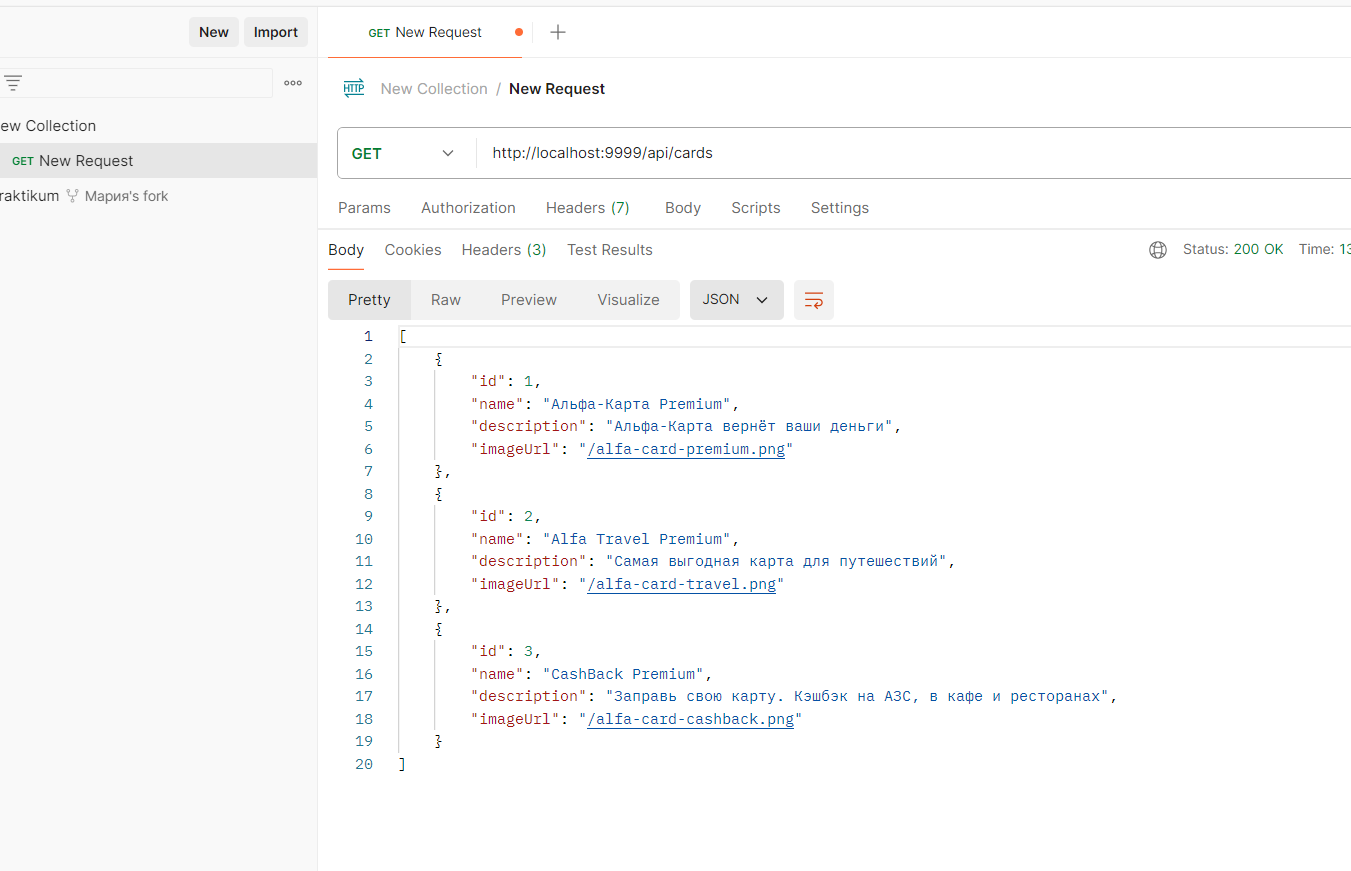 New Import
GET New Request
HTTP New Collection / New Request
ew Collection
GET New Request
raktikum Мария's fork
GET http://localhost:9999/api/cards
Params Authorization Headers (7) Body Scripts Settings
Body Cookies Headers (3) Test Results Status: 200 OK Time: 13
Pretty Raw Preview Visualize JSON
1 [
2 {
3 "id": 1,
4 "name": "Альфа-Карта Premium",
5 "description": "Альфа-Карта вернёт ваши деньги",
6 "imageUrl": "/alfa-card-premium.png"
7 },
8 {
9 "id": 2,
10 "name": "Alfa Travel Premium",
11 "description": "Самая выгодная карта для путешествий",
12 "imageUrl": "/alfa-card-travel.png"
13 },
14 {
15 "id": 3,
16 "name": "CashBack Premium",
17 "description": "Заправь свою карту. Кэшбэк на АЗС, в кафе и ресторанах",
18 "imageUrl": "/alfa-card-cashback.png"
19 }
20 ]